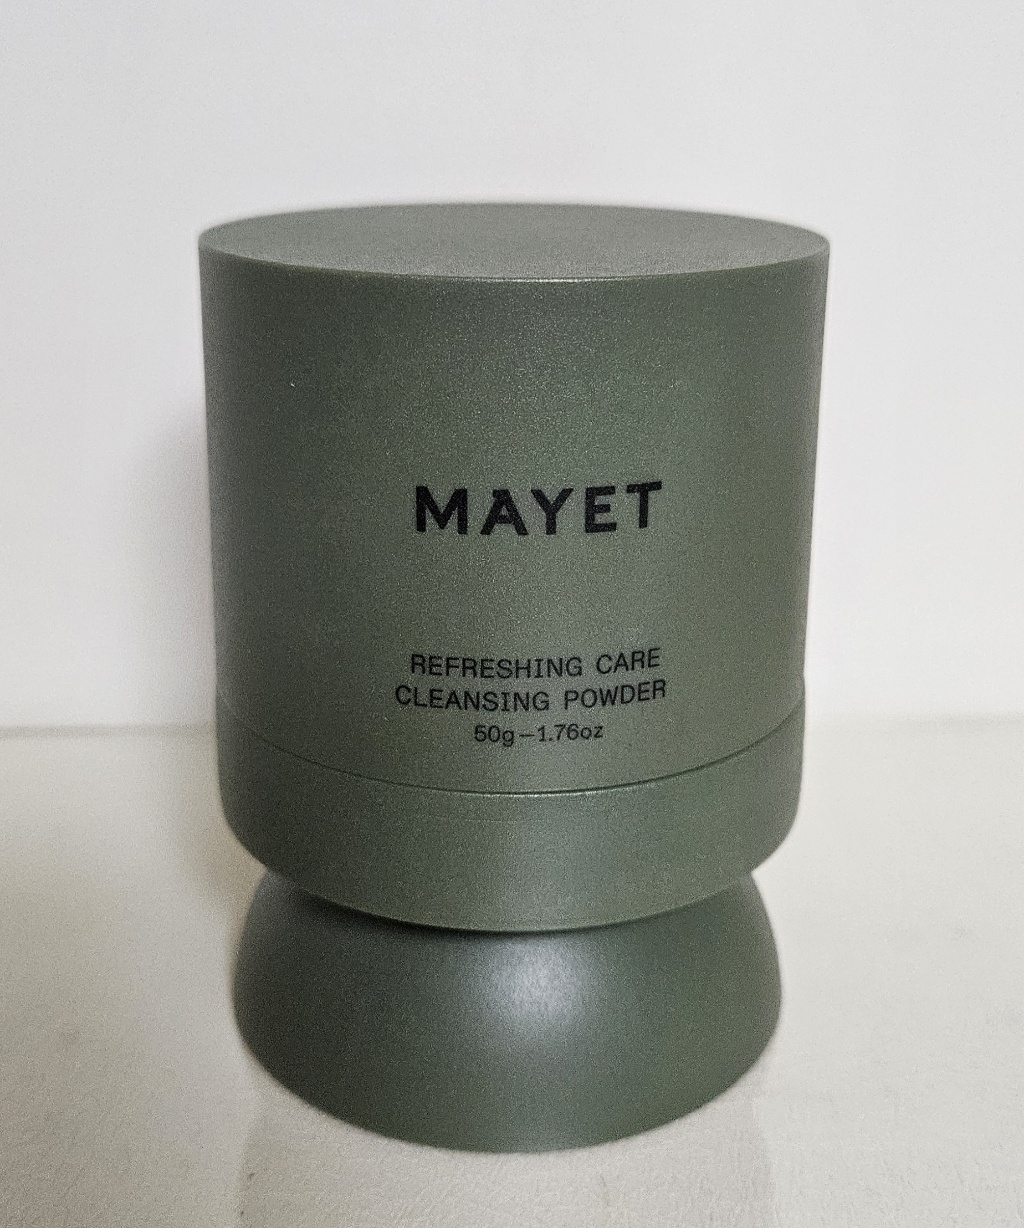 MAYET
REFRESHING CARE
CLEANSING POWDER
50g–1.76oz